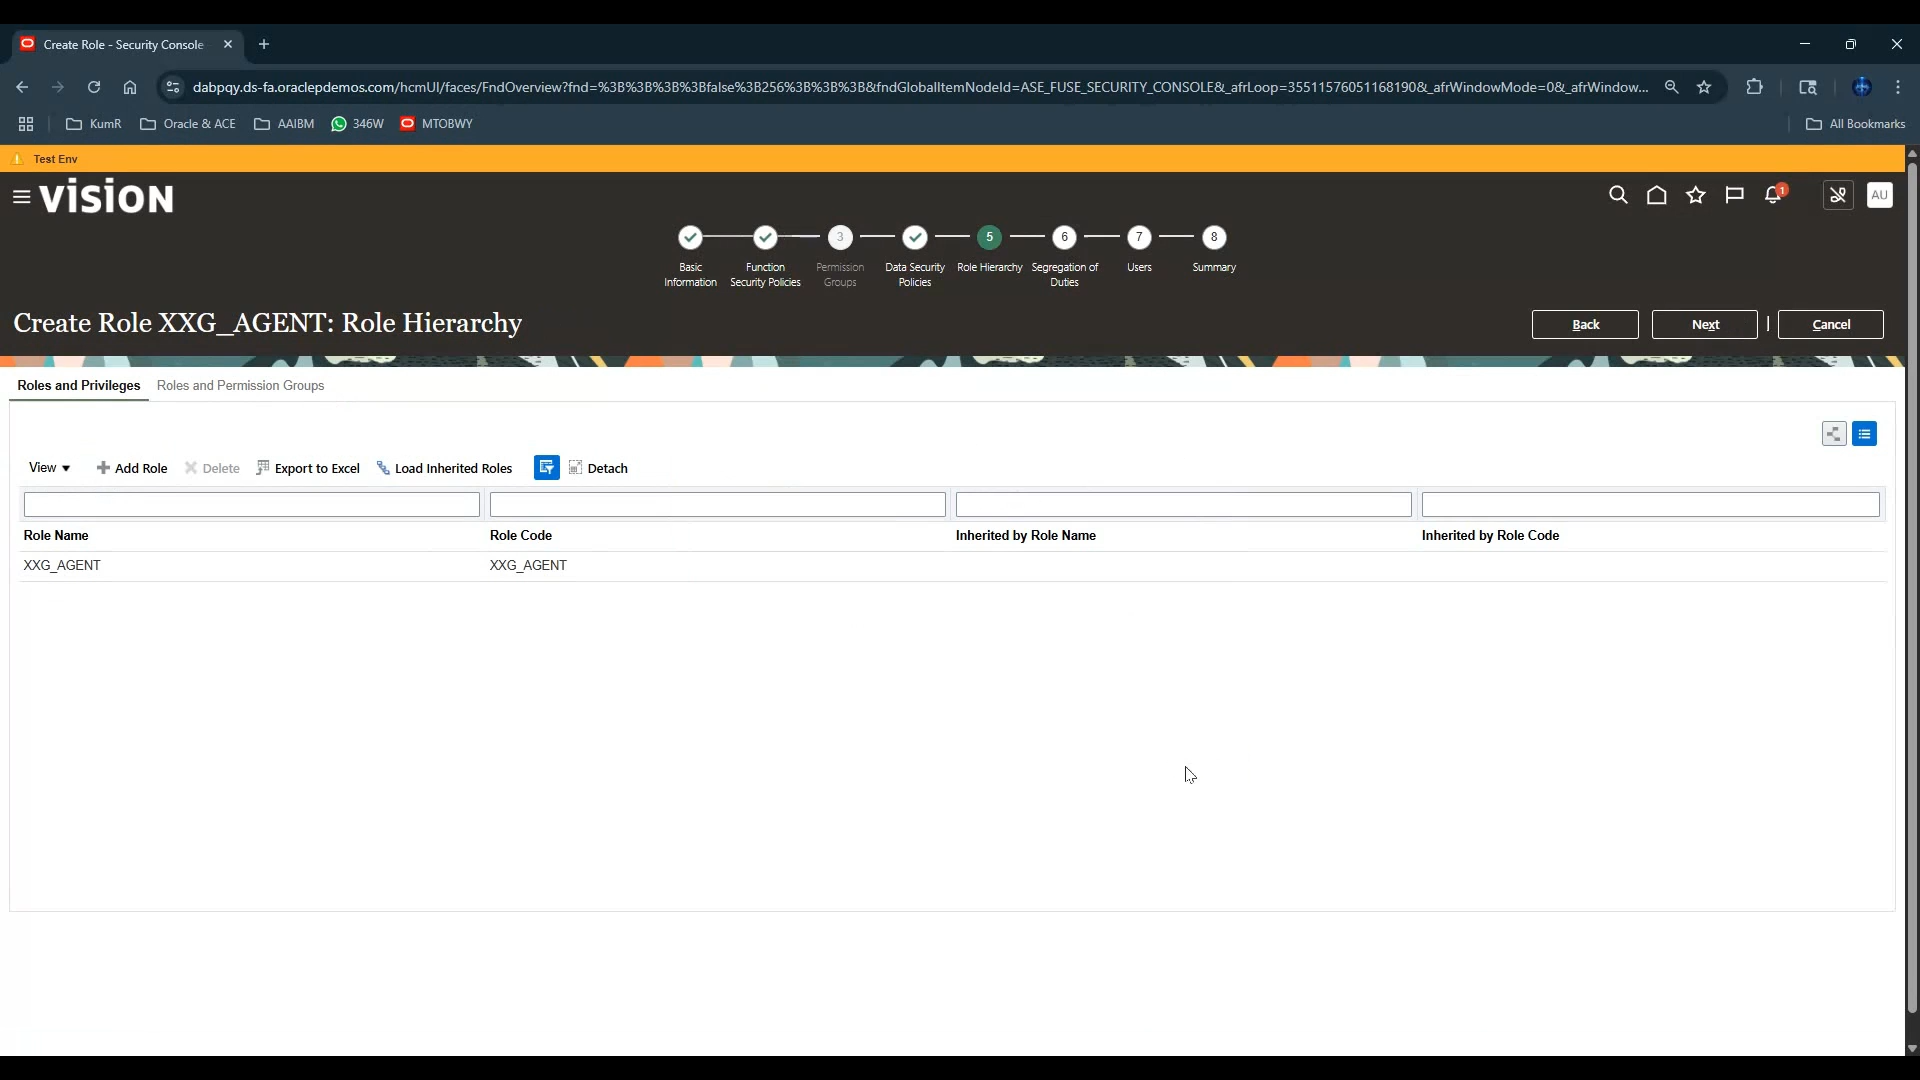 Create Role - Security Console
dabpqy.ds-fa.oraclepdemos.com/hcmUI/faces/FndOverview?fnd=%3B%3B%3B%3Bfalse%3B256%3B%3B%3B&fndGlobalItemNodeId=ASE_FUSE_SECURITY_CONSOLE&_afrLoop=35511576051168190&_afrWindowMode=0&_afrWindow...
KumR
Oracle & ACE
AAIBM
346W
MTOBWY
All Bookmarks
Test Env
VISION
1
AU
3
5
6
7
8
Basic Information
Function Security Policies
Permission Groups
Data Security Policies
Role Hierarchy
Segregation of Duties
Users
Summary
Create Role XXG_AGENT: Role Hierarchy
Back
Next
Cancel
Roles and Privileges
Roles and Permission Groups
View
Add Role
Delete
Export to Excel
Load Inherited Roles
Detach
Role Name
Role Code
Inherited by Role Name
Inherited by Role Code
XXG_AGENT
XXG_AGENT